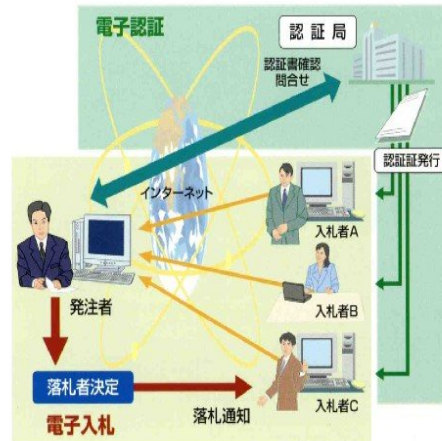 電子認証
認証局
認証書確認
問合せ
認証証発行
インターネット
入札者A
発注者
入札者B
落札者決定
落札通知
入札者C
電子入札